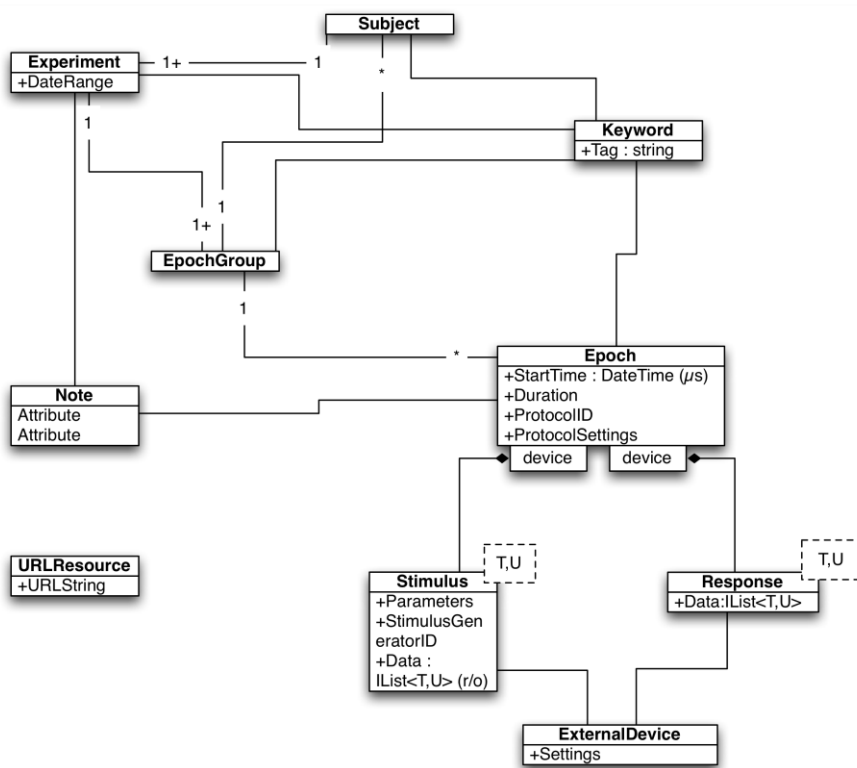 Subject
Experiment
+DateRange
1+
1
*
1
Keyword
+Tag : string
1
1+
EpochGroup
1
*
Epoch
+StartTime : DateTime (µs)
+Duration
+ProtocolID
+ProtocolSettings
device
device
Note
Attribute
Attribute
URLResource
+URLString
T,U
Stimulus
+Parameters
+StimulusGen
eratorID
+Data :
IList<T,U> (r/o)
T,U
Response
+Data:IList<T,U>
ExternalDevice
+Settings